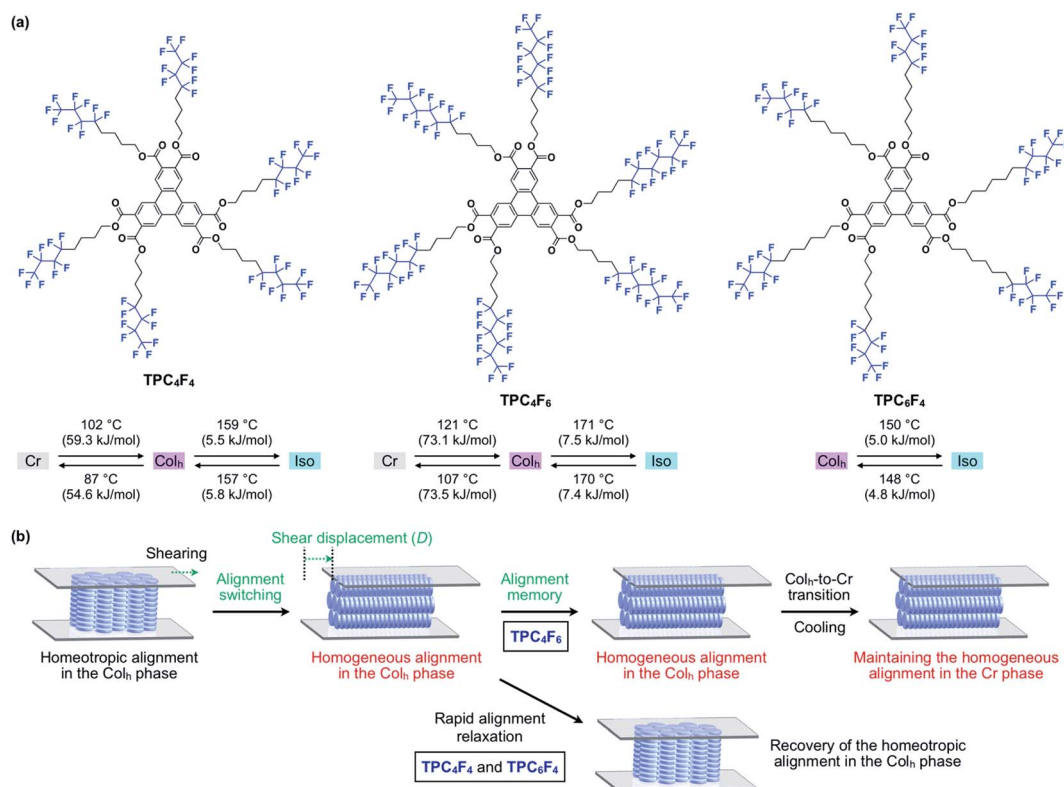 (a)
TPC4F4
TPC4F6
TPC6F4
102 °C
(59.3 kJ/mol)
159 °C
(5.5 kJ/mol)
Cr
Colh
Iso
87 °C
(54.6 kJ/mol)
157 °C
(5.8 kJ/mol)
121 °C
(73.1 kJ/mol)
171 °C
(7.5 kJ/mol)
Cr
Colh
Iso
107 °C
(73.5 kJ/mol)
170 °C
(7.4 kJ/mol)
150 °C
(5.0 kJ/mol)
Colh
Iso
148 °C
(4.8 kJ/mol)
(b)
Shearing
Shear displacement (D)
Alignment
switching
Alignment
memory
TPC4F6
Colh-to-Cr
transition
Cooling
Homeotropic alignment
in the Colh phase
Homogeneous alignment
in the Colh phase
Homogeneous alignment
in the Colh phase
Maintaining the homogeneous
alignment in the Cr phase
Rapid alignment
relaxation
TPC4F4 and TPC6F4
Recovery of the homeotropic
alignment in the Colh phase